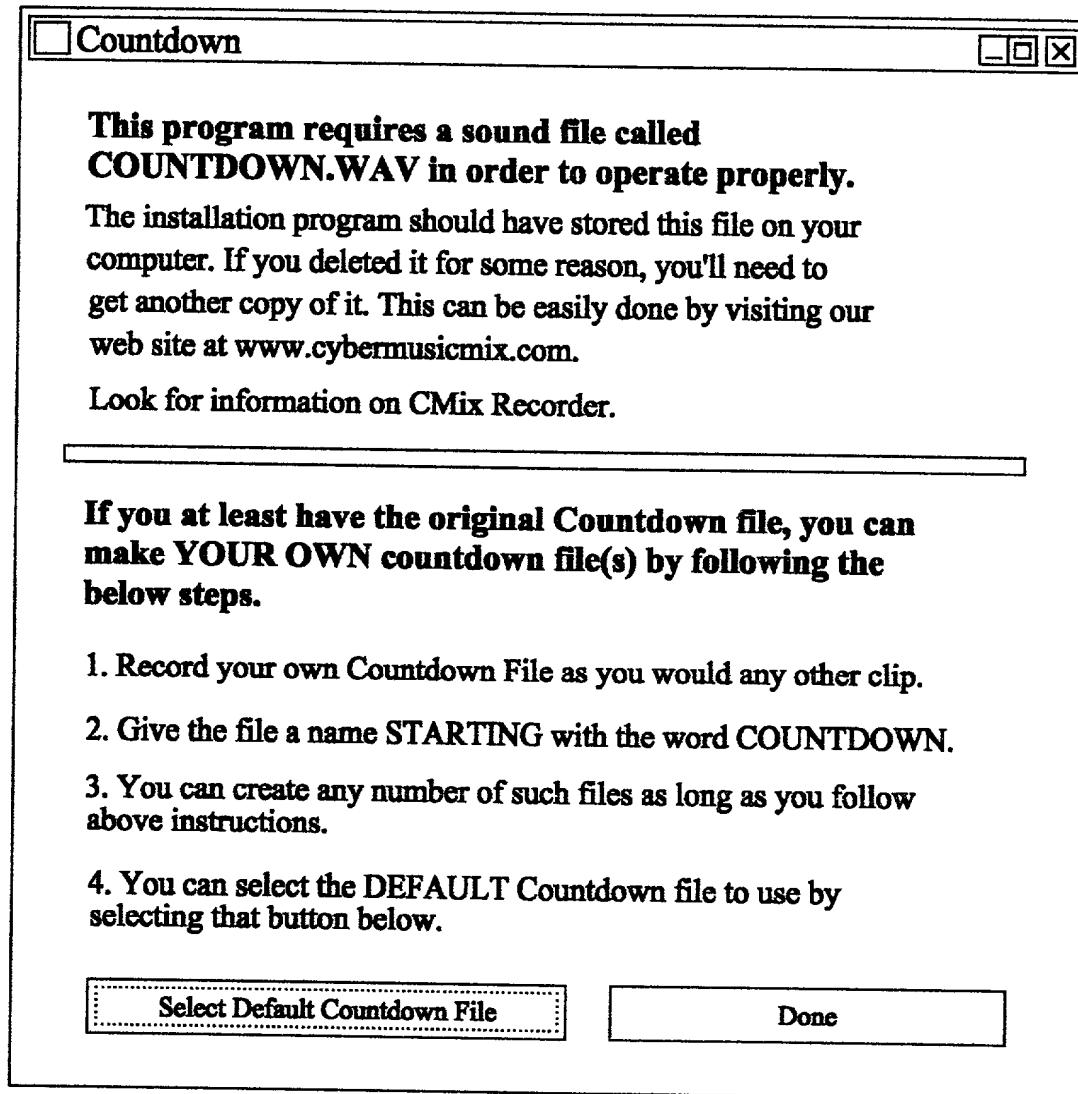 Countdown
This program requires a sound file called
COUNTDOWN.WAV in order to operate properly.
The installation program should have stored this file on your
computer. If you deleted it for some reason, you'll need to
get another copy of it. This can be easily done by visiting our
web site at www.cybermusicmix.com.
Look for information on CMix Recorder.
If you at least have the original Countdown file, you can
make YOUR OWN countdown file(s) by following the
below steps.
1. Record your own Countdown File as you would any other clip.
2. Give the file a name STARTING with the word COUNTDOWN.
3. You can create any number of such files as long as you follow
above instructions.
4. You can select the DEFAULT Countdown file to use by
selecting that button below.
Select Default Countdown File
Done